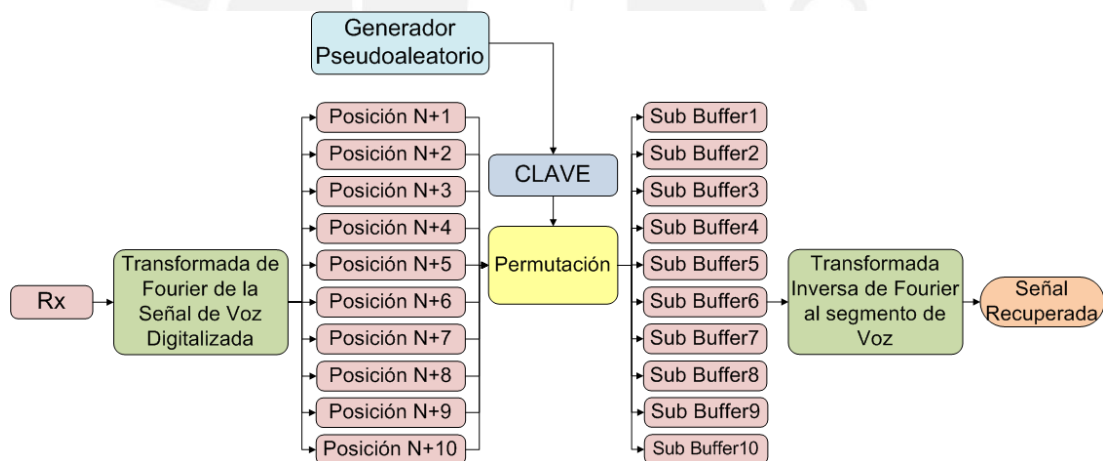 Generador
Pseudoaleatorio
Posición N+1
Posición N+2
Posición N+3
Posición N+4
Posición N+5
Posición N+6
Posición N+7
Posición N+8
Posición N+9
Posición N+10
CLAVE
Permutación
Sub Buffer1
Sub Buffer2
Sub Buffer3
Sub Buffer4
Sub Buffer5
Sub Buffer6
Sub Buffer7
Sub Buffer8
Sub Buffer9
Sub Buffer10
Rx
Transformada de
Fourier de la
Señal de Voz
Digitalizada
Transformada
Inversa de Fourier
al segmento de
Voz
Señal
Recuperada